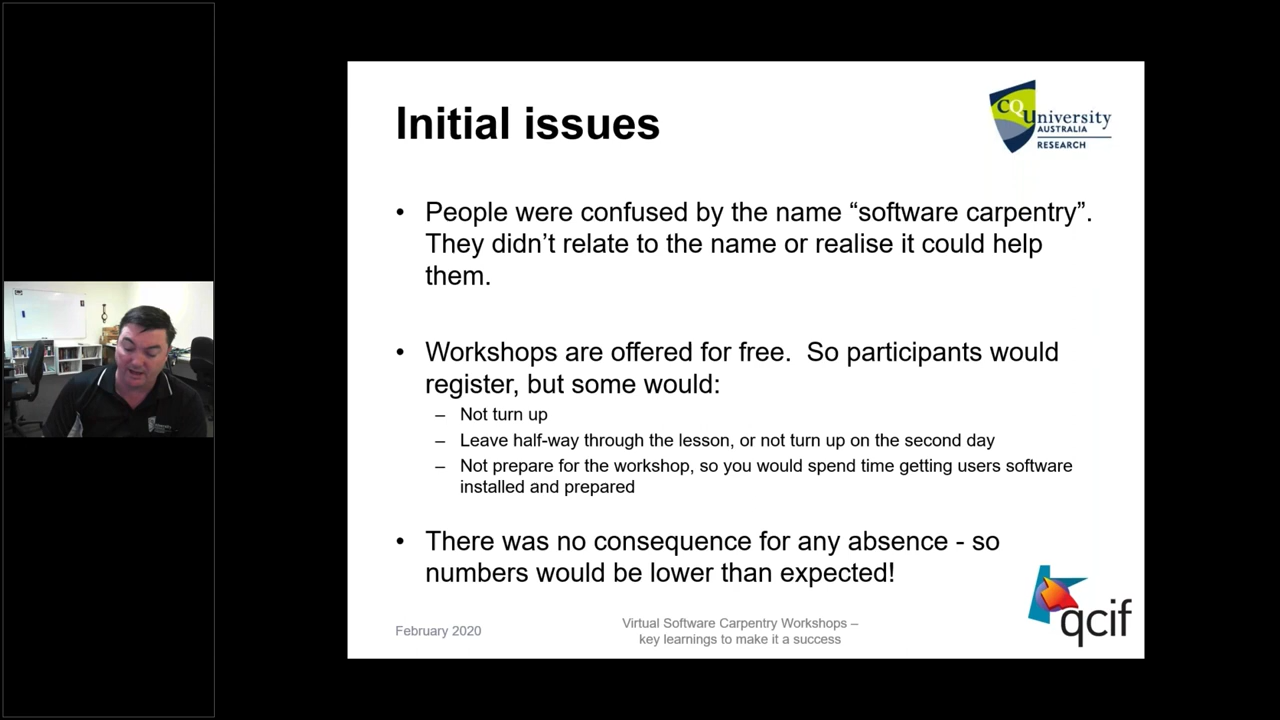 Initial issues
CQUniversity
AUSTRALIA
RESEARCH
• People were confused by the name “software carpentry”.
They didn’t relate to the name or realise it could help
them.
• Workshops are offered for free.  So participants would
register, but some would:
– Not turn up
– Leave half-way through the lesson, or not turn up on the second day
– Not prepare for the workshop, so you would spend time getting users software
installed and prepared
• There was no consequence for any absence - so
numbers would be lower than expected!
qcif
February 2020
Virtual Software Carpentry Workshops –
key learnings to make it a success